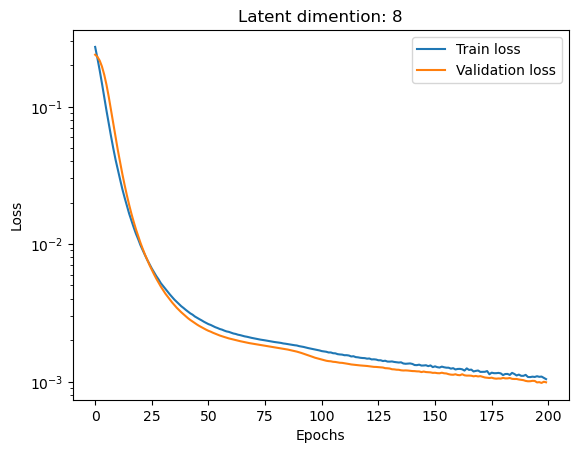 Latent dimention: 8
Train loss
Validation loss
10⁻¹
10⁻²
10⁻³
Loss
0 25 50 75 100 125 150 175 200
Epochs